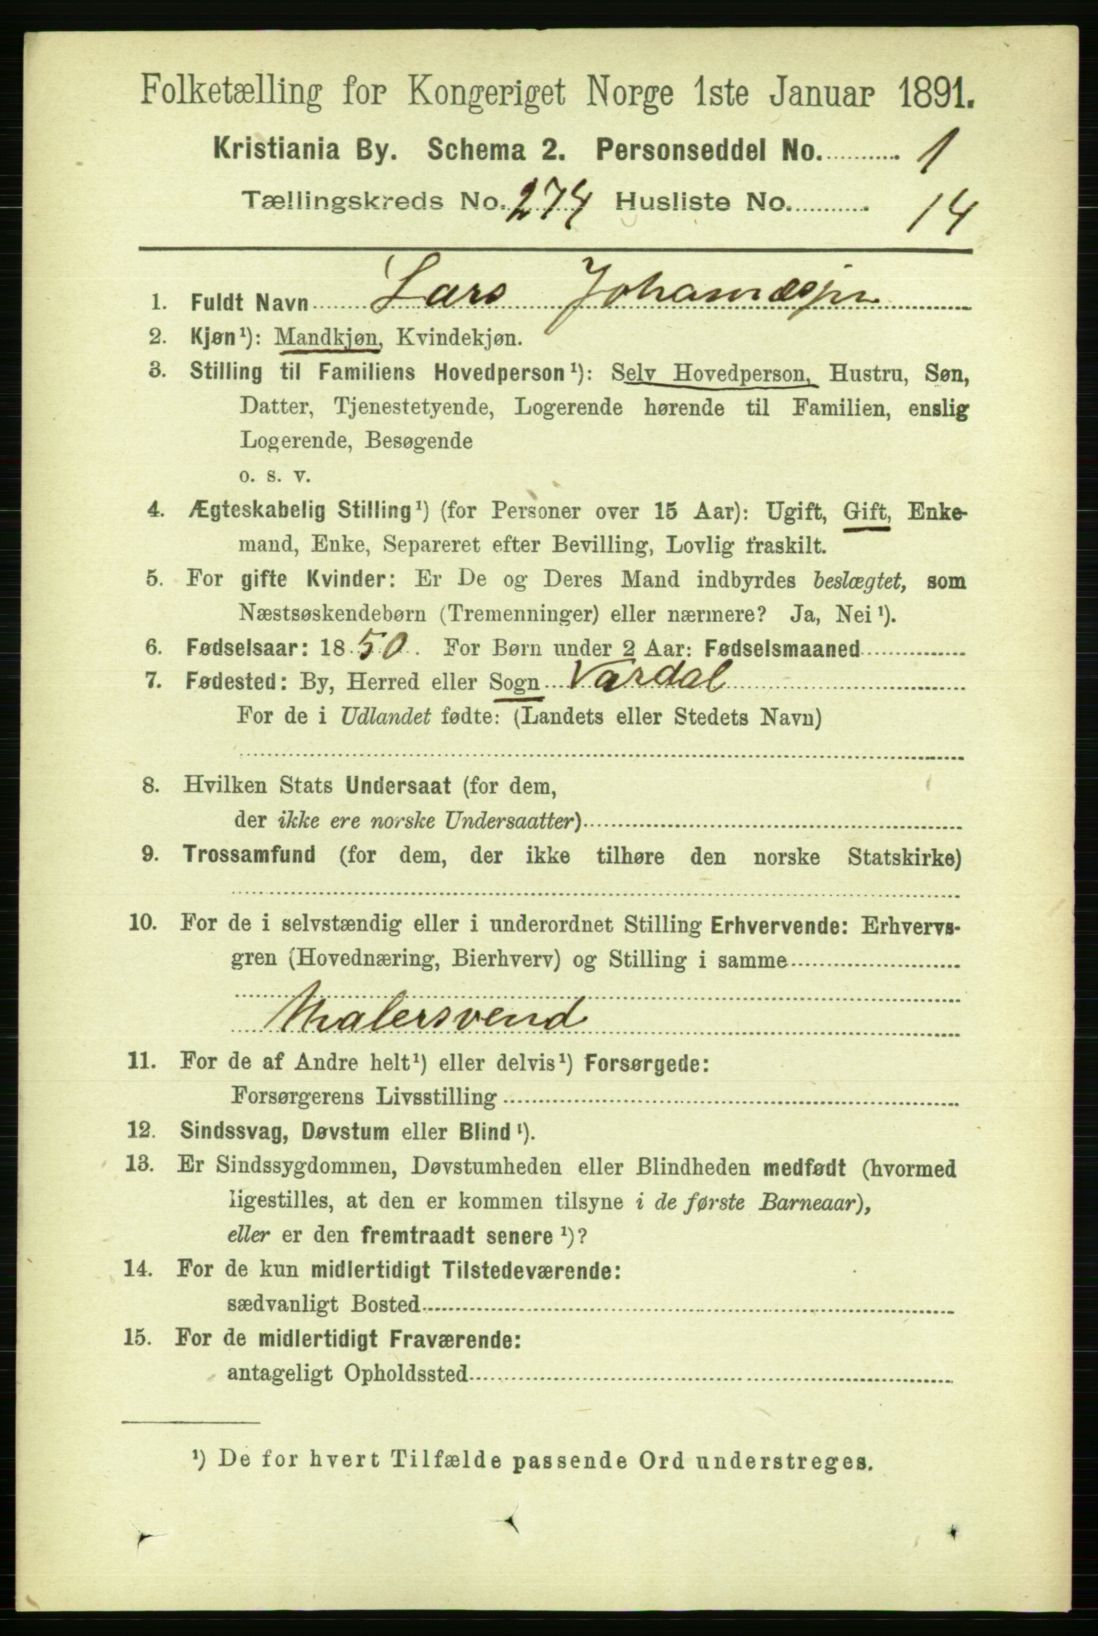 Folketælling for Kongeriget Norge 1ste Januar 1891.
Kristiania By. Schema 2. Personseddel No. 1
Tællingskreds No. 274 Husliste No. 14
1. Fuldt Navn Lars Johannesen
2. Kjøn¹): Mandkjøn, Kvindekjøn.
3. Stilling til Familiens Hovedperson¹): Selv Hovedperson, Hustru, Søn,
Datter, Tjenestetyende, Logerende hørende til Familien, enslig
Logerende, Besøgende
o. s. v.
4. Ægteskabelig Stilling¹) (for Personer over 15 Aar): Ugift, Gift, Enke-
mand, Enke, Separeret efter Bevilling, Lovlig fraskilt.
5. For gifte Kvinder: Er De og Deres Mand indbyrdes beslægtet, som
Næstsøskendebørn (Tremenninger) eller nærmere? Ja, Nei¹).
6. Fødselsaar: 1850. For Børn under 2 Aar: Fødselsmaaned
7. Fødested: By, Herred eller Sogn Vardal
For de i Udlandet fødte: (Landets eller Stedets Navn)
8. Hvilken Stats Undersaat (for dem,
der ikke ere norske Undersaatter)
9. Trossamfund (for dem, der ikke tilhøre den norske Statskirke)
10. For de i selvstændig eller i underordnet Stilling Erhvervende: Erhvervs-
gren (Hovednæring, Bierhverv) og Stilling i samme
Malersvend
11. For de af Andre helt¹) eller delvis¹) Forsørgede:
Forsørgerens Livsstilling
12. Sindssvag, Døvstum eller Blind¹).
13. Er Sindssygdommen, Døvstumheden eller Blindheden medfødt (hvormed
ligestilles, at den er kommen tilsyne i de første Barneaar),
eller er den fremtraadt senere¹)?
14. For de kun midlertidigt Tilstedeværende:
sædvanligt Bosted
15. For de midlertidigt Fraværende:
antageligt Opholdssted
¹) De for hvert Tilfælde passende Ord understreges.